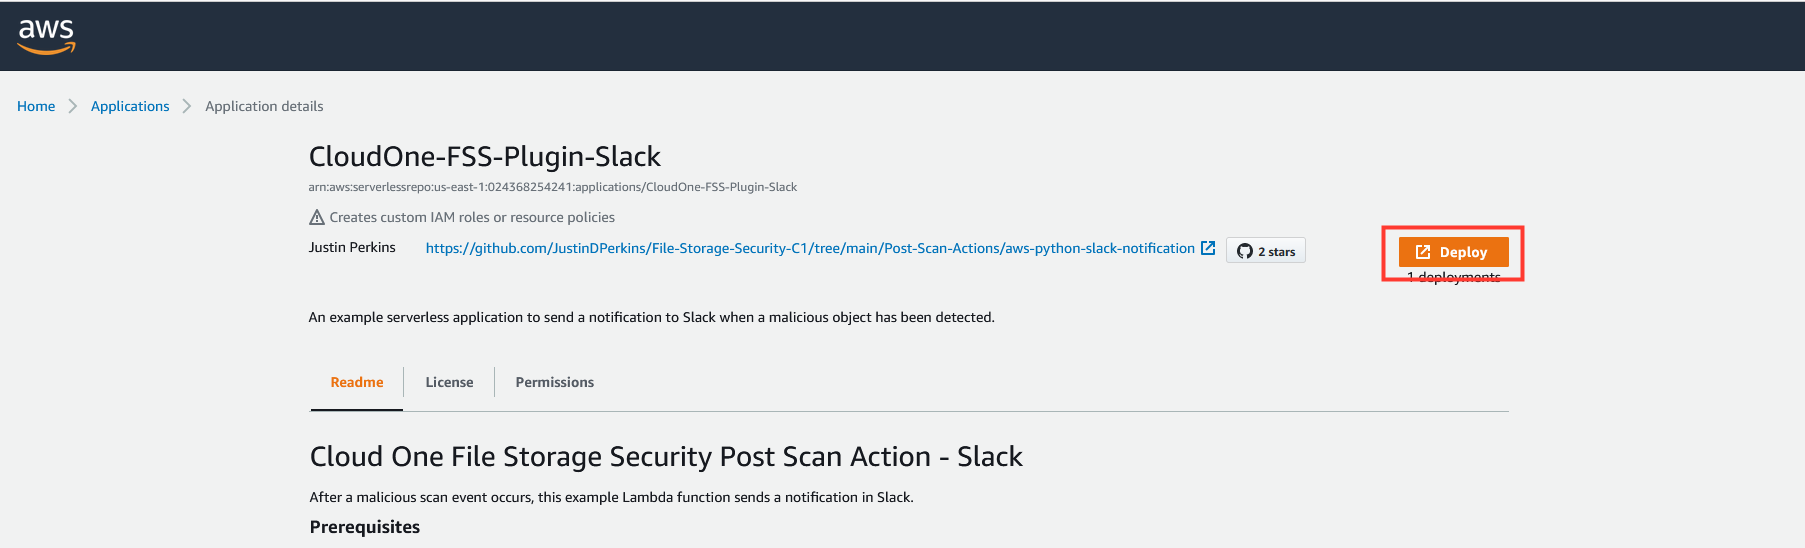 aws
Home Applications Application details
CloudOne-FSS-Plugin-Slack
arn:aws:serverlessrepo:us-east-1:024368254241:applications/CloudOne-FSS-Plugin-Slack
Creates custom IAM roles or resource policies
Justin Perkins https://github.com/JustinDPerkins/File-Storage-Security-C1/tree/main/Post-Scan-Actions/aws-python-slack-notification 2 stars Deploy
1 deployments
An example serverless application to send a notification to Slack when a malicious object has been detected.
Readme License Permissions
Cloud One File Storage Security Post Scan Action - Slack
After a malicious scan event occurs, this example Lambda function sends a notification in Slack.
Prerequisites